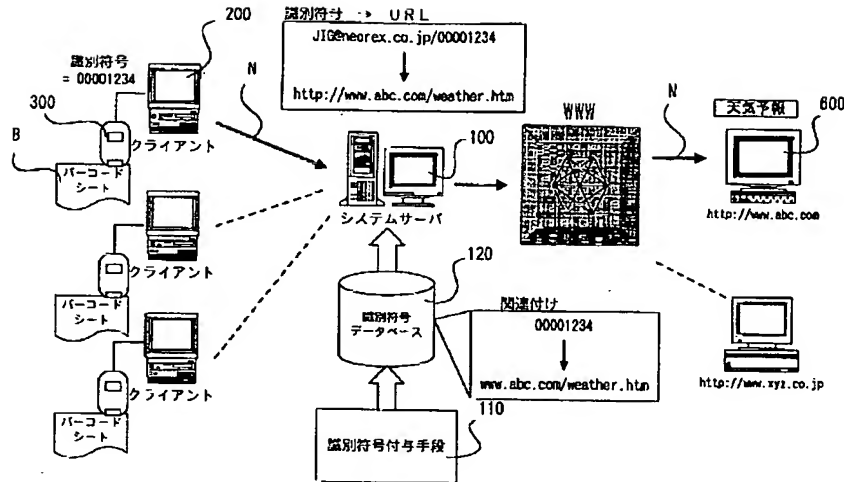 識別符号 → URL
JIG@neorex.co.jp/00001234
http://www.abc.com/weather.htm
200
識別符号
= 00001234
300
N
B
クライアント
バーコード
シート
100
システムサーバ
WWW
N
天気予報
600
http://www.abc.com
クライアント
バーコード
シート
120
識別符号
データベース
関連付け
00001234
www.abc.com/weather.htm
http://www.xyz.co.jp
クライアント
バーコード
シート
110
識別符号付与手段